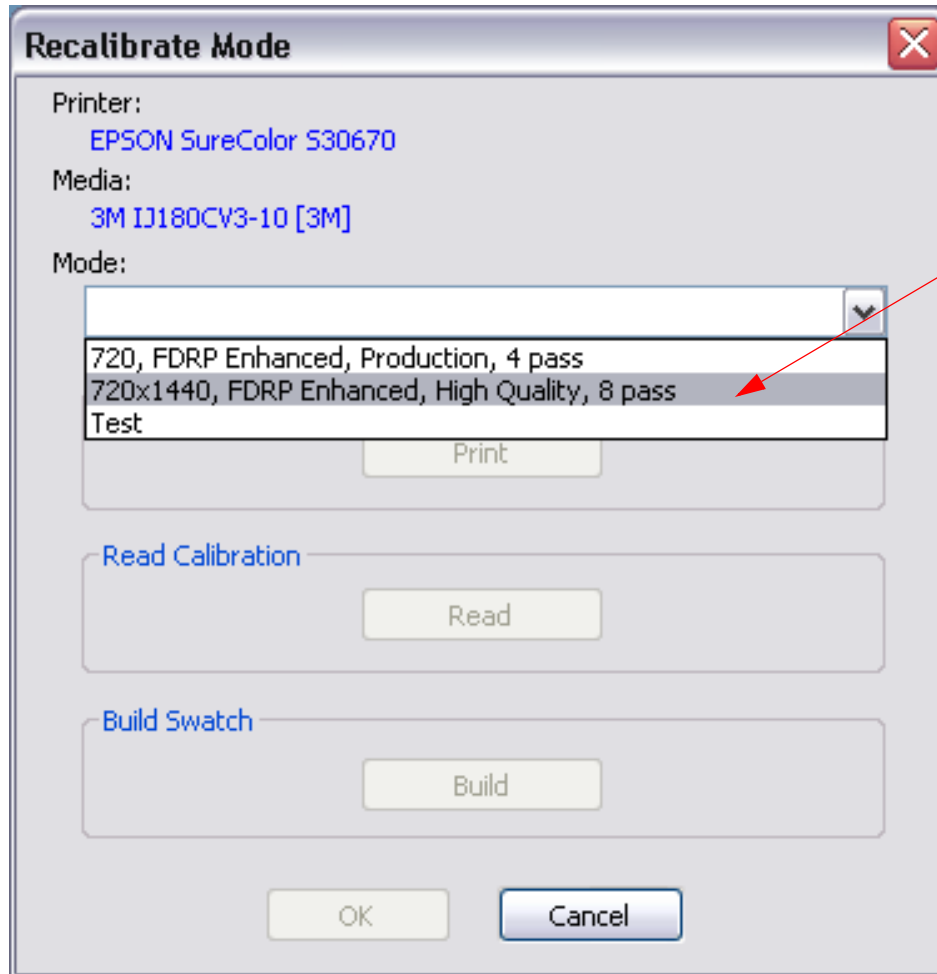 Recalibrate Mode
Printer:
EPSON SureColor S30670
Media:
3M IJ180CV3-10 [3M]
Mode:
720, FDRP Enhanced, Production, 4 pass
720x1440, FDRP Enhanced, High Quality, 8 pass
Test
Print
Read Calibration
Read
Build Swatch
Build
OK
Cancel